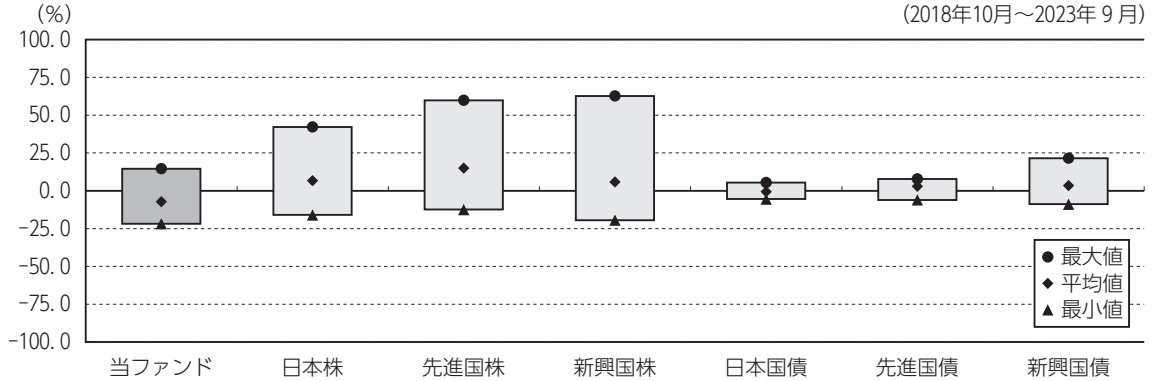 (%)
(2018年10月～2023年9月)
100.0
75.0
50.0
25.0
0.0
-25.0
-50.0
-75.0
-100.0
● 最大値
◆ 平均値
▲ 最小値
当ファンド 日本株 先進国株 新興国株 日本国債 先進国債 新興国債